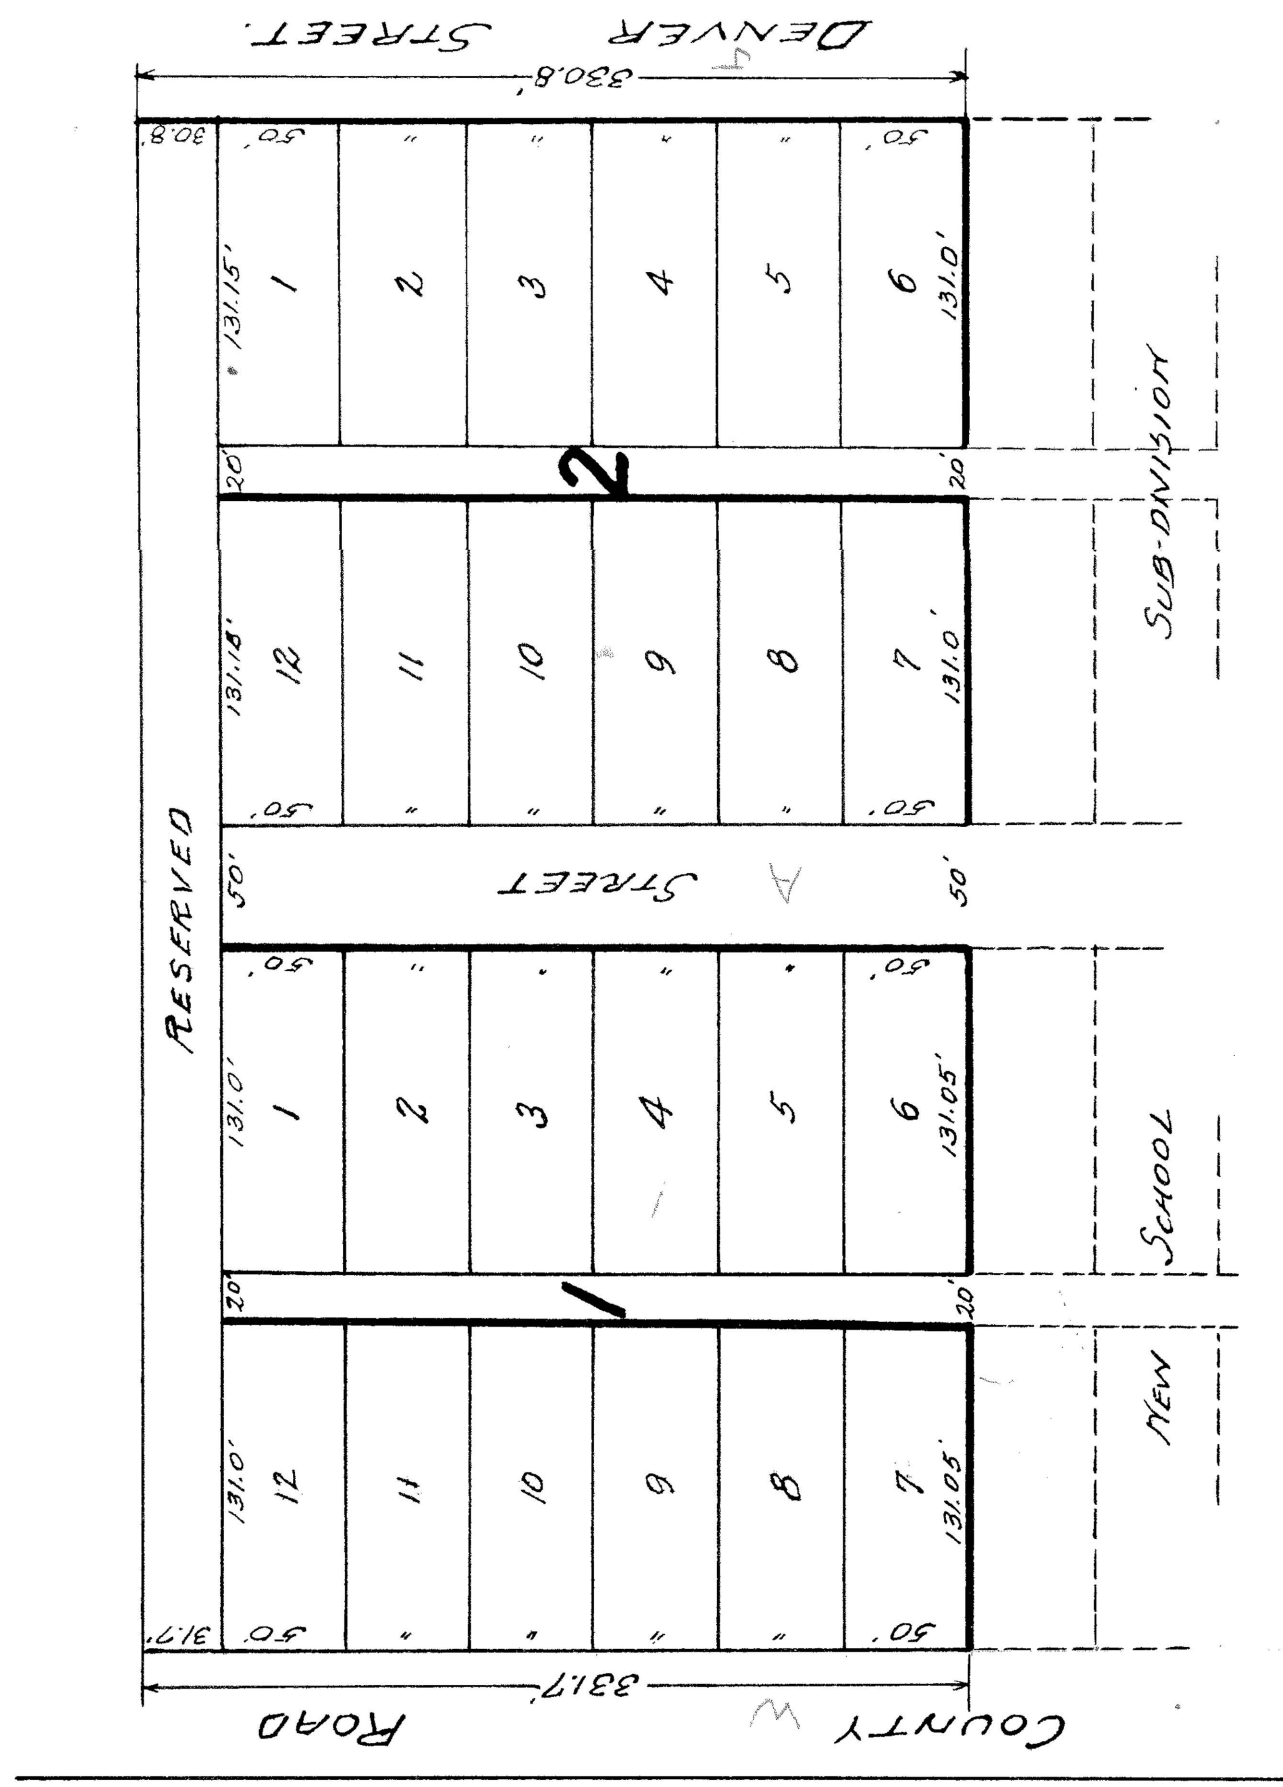 DENVER STREET.
330.8'
30.8' 50' " " " " 50'
131.15' 1 2 3 4 5 6 131.0'
20' 2 20'
131.18' 12 11 10 9 8 7 131.0'
50' " " " " 50'
50' STREET A 50'
RESERVED
50' " " " " 50'
131.0' 1 2 3 4 5 6 131.05'
20' 1 20'
131.0' 12 11 10 9 8 7 131.05'
31.7' 50' " " " " 50'
331.7'
COUNTY W ROAD
NEW SCHOOL SUB-DIVISION